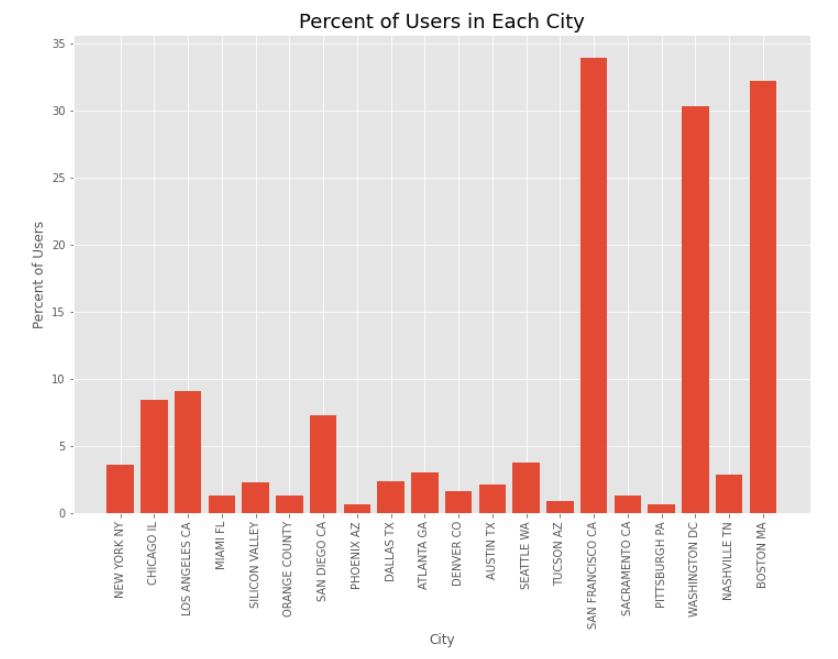 Percent of Users in Each City
Percent of Users
35
30
25
20
15
10
5
0
NEW YORK NY
CHICAGO IL
LOS ANGELES CA
MIAMI FL
SILICON VALLEY
ORANGE COUNTY
SAN DIEGO CA
PHOENIX AZ
DALLAS TX
ATLANTA GA
DENVER CO
AUSTIN TX
SEATTLE WA
TUCSON AZ
SAN FRANCISCO CA
SACRAMENTO CA
PITTSBURGH PA
WASHINGTON DC
NASHVILLE TN
BOSTON MA
City